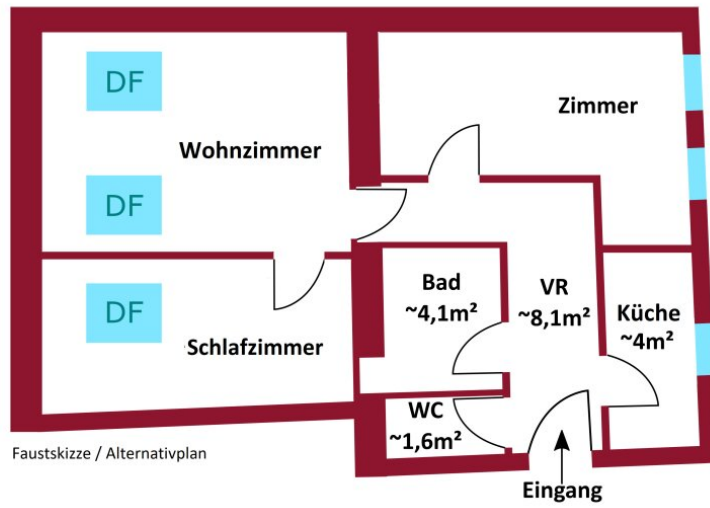 DF
Zimmer
Wohnzimmer
DF
DF
Schlafzimmer
Bad
~4,1m²
VR
~8,1m²
Küche
~4m²
WC
~1,6m²
Faustskizze / Alternativplan
Eingang